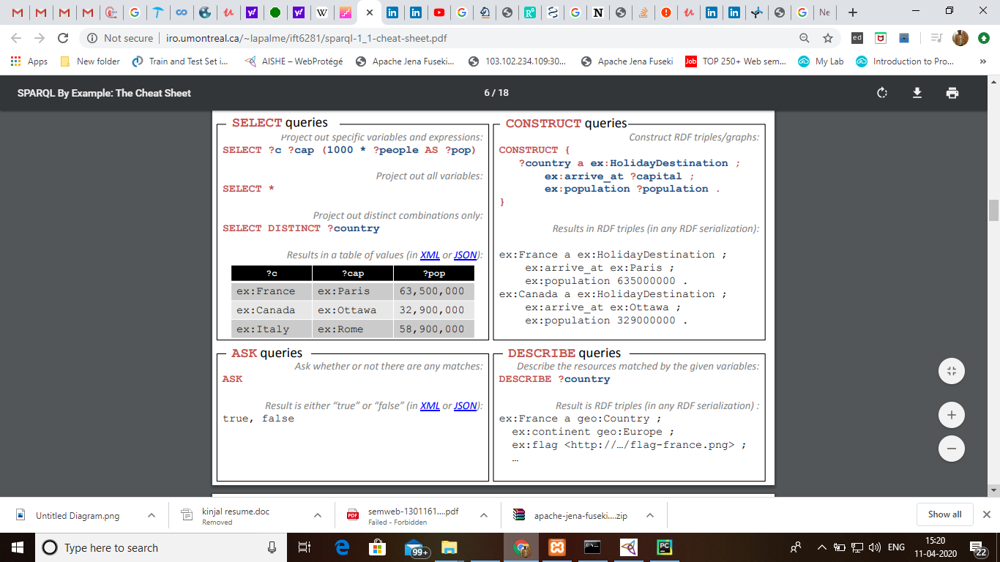 Ne
Not secure
iro.umontreal.ca/~lapalme/ift6281/sparql-1_1-cheat-sheet.pdf
Apps
New folder
Train and Test Set i...
AISHE – WebProtégé
Apache Jena Fuseki...
103.102.234.109:30...
Apache Jena Fuseki
Job
TOP 250+ Web sem...
My Lab
Introduction to Pro...
SPARQL By Example: The Cheat Sheet
6 / 18
SELECT queries
Project out specific variables and expressions:
SELECT ?c ?cap (1000 * ?people AS ?pop)
Project out all variables:
SELECT *
Project out distinct combinations only:
SELECT DISTINCT ?country
Results in a table of values (in XML or JSON):
?c ?cap ?pop
ex:France ex:Paris 63,500,000
ex:Canada ex:Ottawa 32,900,000
ex:Italy ex:Rome 58,900,000
CONSTRUCT queries
Construct RDF triples/graphs:
CONSTRUCT {
?country a ex:HolidayDestination ;
ex:arrive_at ?capital ;
ex:population ?population .
}
Results in RDF triples (in any RDF serialization):
ex:France a ex:HolidayDestination ;
ex:arrive_at ex:Paris ;
ex:population 635000000 .
ex:Canada a ex:HolidayDestination ;
ex:arrive_at ex:Ottawa ;
ex:population 329000000 .
ASK queries
Ask whether or not there are any matches:
ASK
Result is either “true” or “false” (in XML or JSON):
true, false
DESCRIBE queries
Describe the resources matched by the given variables:
DESCRIBE ?country
Result is RDF triples (in any RDF serialization) :
ex:France a geo:Country ;
ex:continent geo:Europe ;
ex:flag <http://…/flag-france.png> ;
…
Untitled Diagram.png
kinjal resume.doc
Removed
PDF
semweb-1301161....pdf
Failed - Forbidden
apache-jena-fuseki....zip
Show all
Type here to search
99+
PC
ENG
15:20
11-04-2020
22